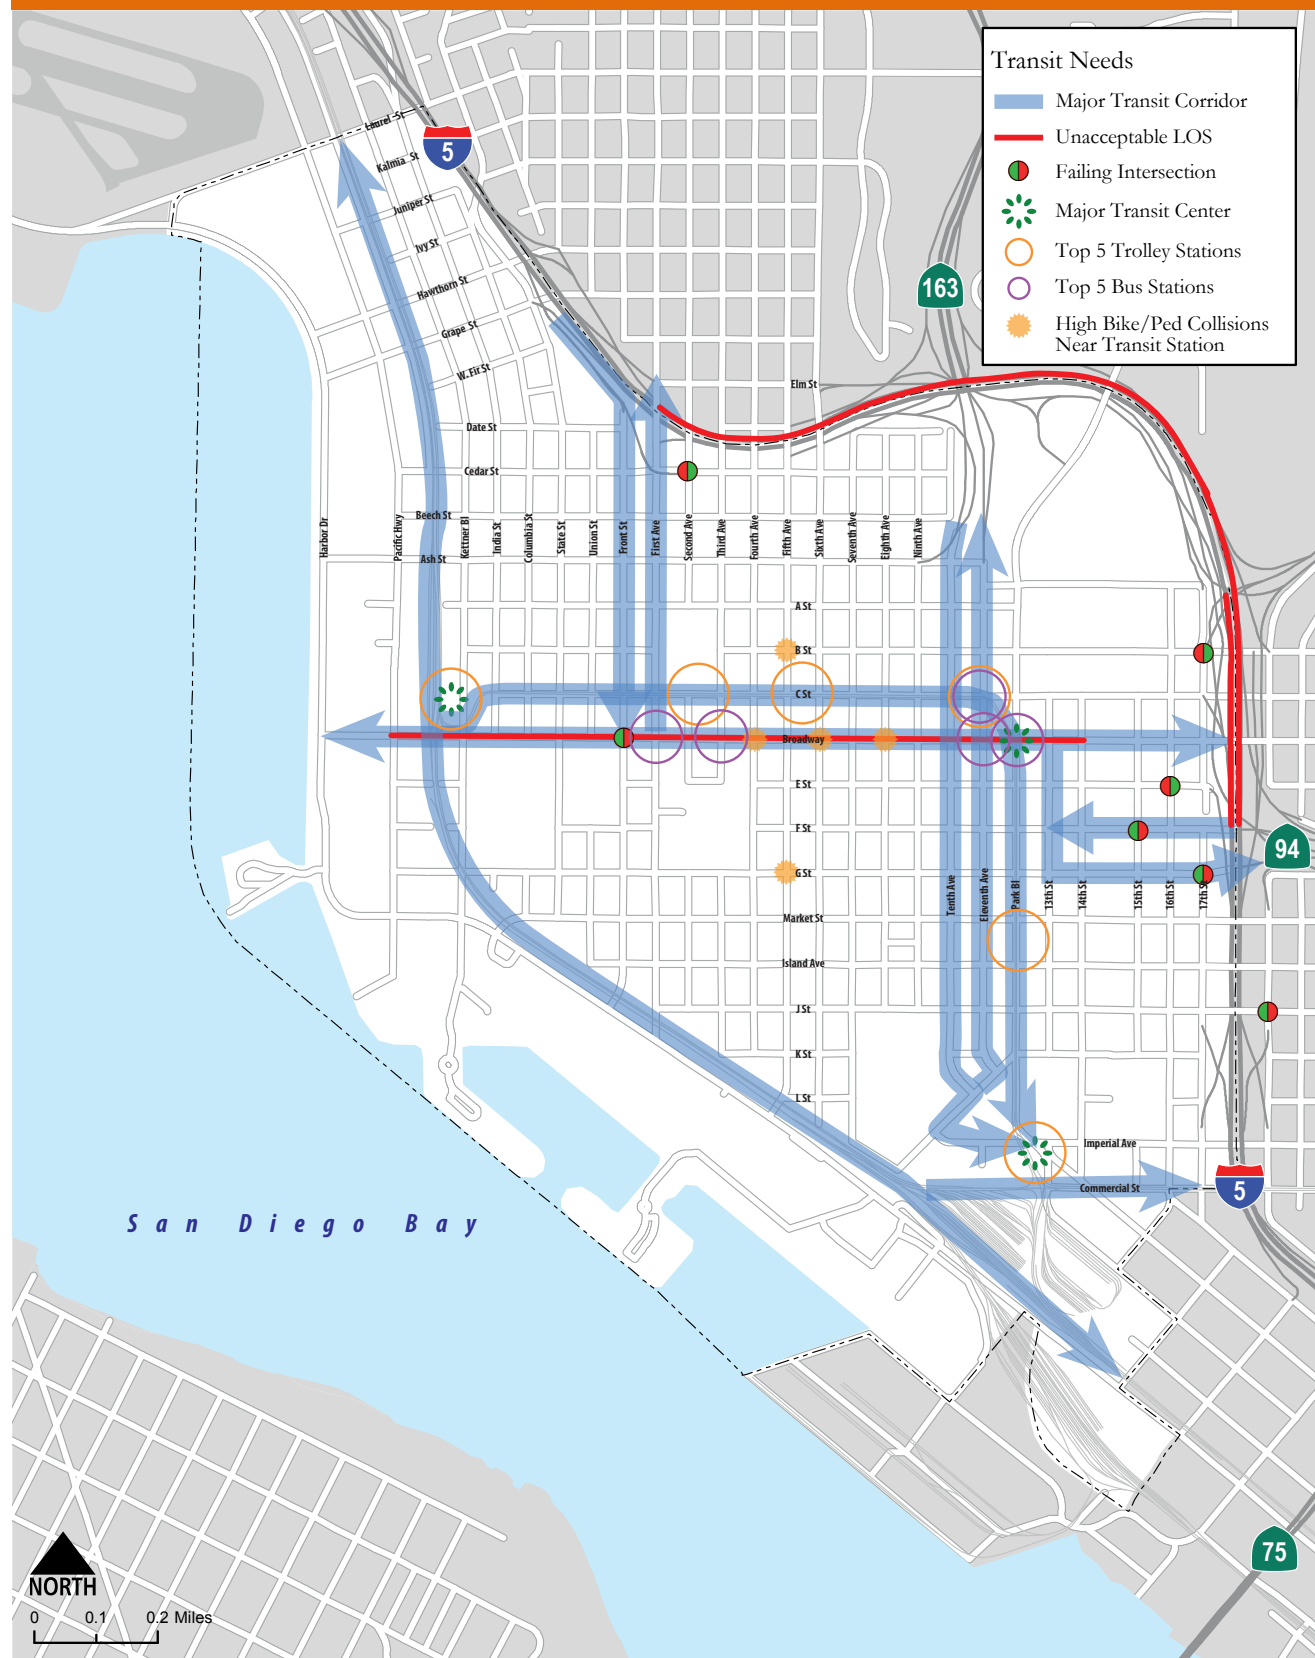 Transit Needs
Major Transit Corridor
Unacceptable LOS
Failing Intersection
Major Transit Center
Top 5 Trolley Stations
Top 5 Bus Stations
High Bike/Ped Collisions
Near Transit Station
5
163
Laurel St
Kalmia St
Juniper St
Ivy St
Hawthorn St
Grape St
W. Fir St
Elm St
Date St
Cedar St
Beech St
Ash St
Harbor Dr
Pacific Hwy
Kettner Bl
India St
Columbia St
State St
Union St
Front St
First Ave
Second Ave
Third Ave
Fourth Ave
Fifth Ave
Sixth Ave
Seventh Ave
Eighth Ave
Ninth Ave
A St
B St
C St
Broadway
E St
F St
G St
94
Tenth Ave
Eleventh Ave
Park Bl
13th St
14th St
15th St
16th St
17th S
Market St
Island Ave
J St
K St
L St
Imperial Ave
Commercial St
5
San Diego Bay
75
NORTH
0 0.1 0.2 Miles